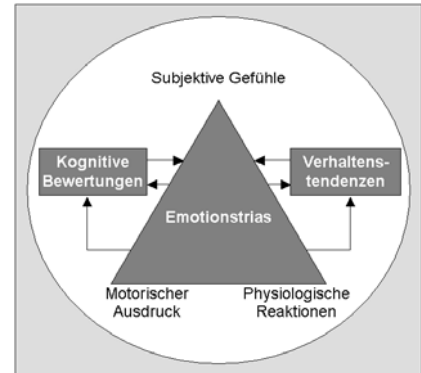 Subjektive Gefühle
Kognitive
Bewertungen
Verhaltens-
tendenzen
Emotionstrias
Motorischer
Ausdruck
Physiologische
Reaktionen